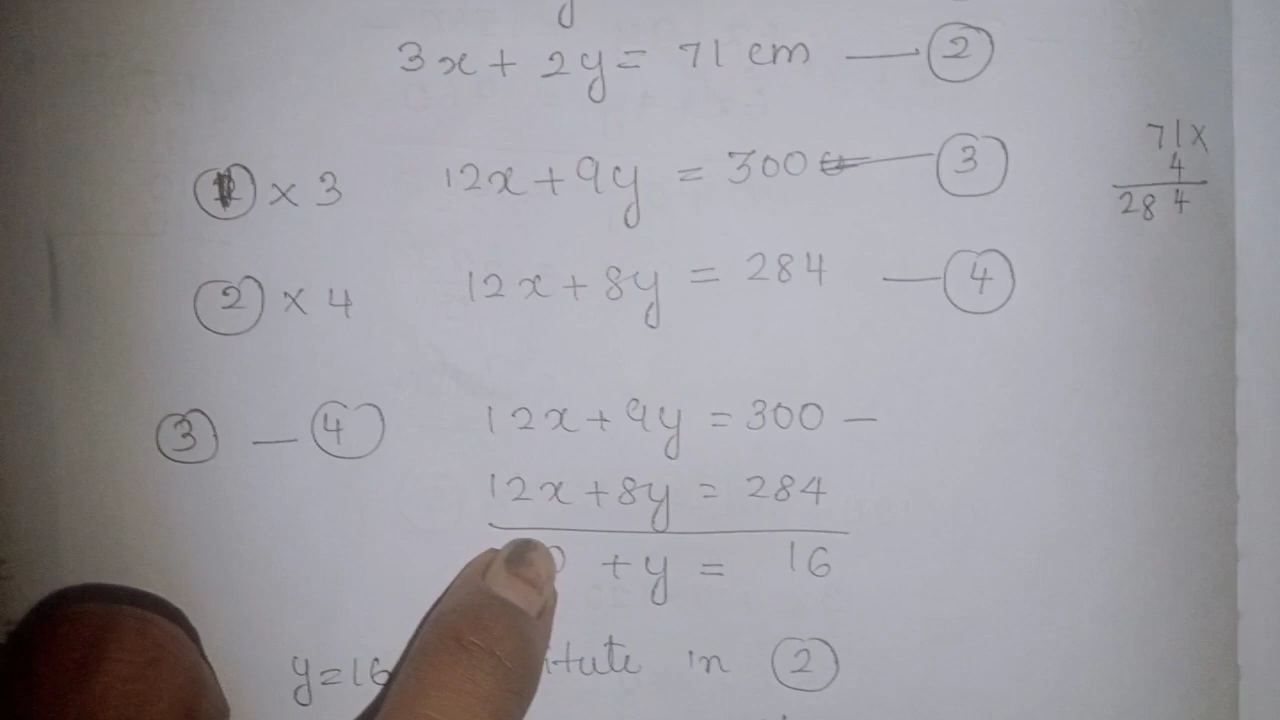 y
3x + 2y = 71 cm — ②
① × 3 12x + 9y = 300 — ③
71 ×
4
284
② × 4 12x + 8y = 284 — ④
③ — ④ 12x + 9y = 300 —
12x + 8y = 284
0 + y = 16
y = 16 in ②